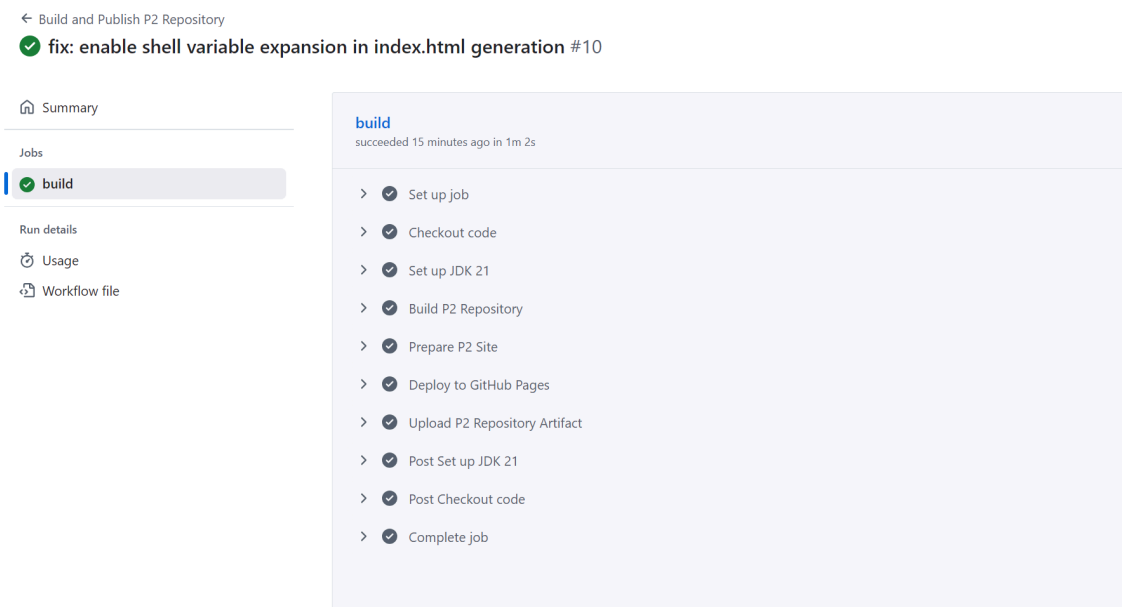 Build and Publish P2 Repository
fix: enable shell variable expansion in index.html generation #10
Summary
Jobs
build
Run details
Usage
Workflow file
build
succeeded 15 minutes ago in 1m 2s
Set up job
Checkout code
Set up JDK 21
Build P2 Repository
Prepare P2 Site
Deploy to GitHub Pages
Upload P2 Repository Artifact
Post Set up JDK 21
Post Checkout code
Complete job